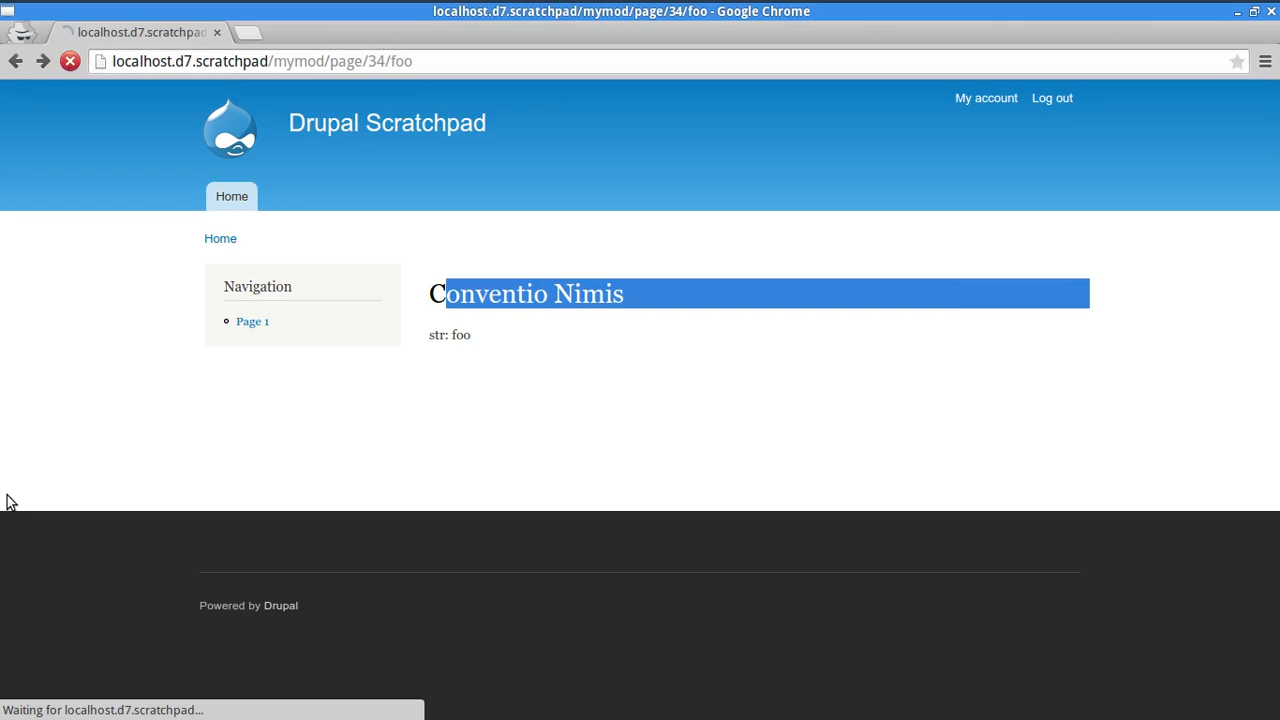 localhost.d7.scratchpad/mymod/page/34/foo - Google Chrome
localhost.d7.scratchpad
localhost.d7.scratchpad/mymod/page/34/foo
My account Log out
Drupal Scratchpad
Home
Home
Navigation
Page 1
Conventio Nimis
str: foo
Powered by Drupal
Waiting for localhost.d7.scratchpad...